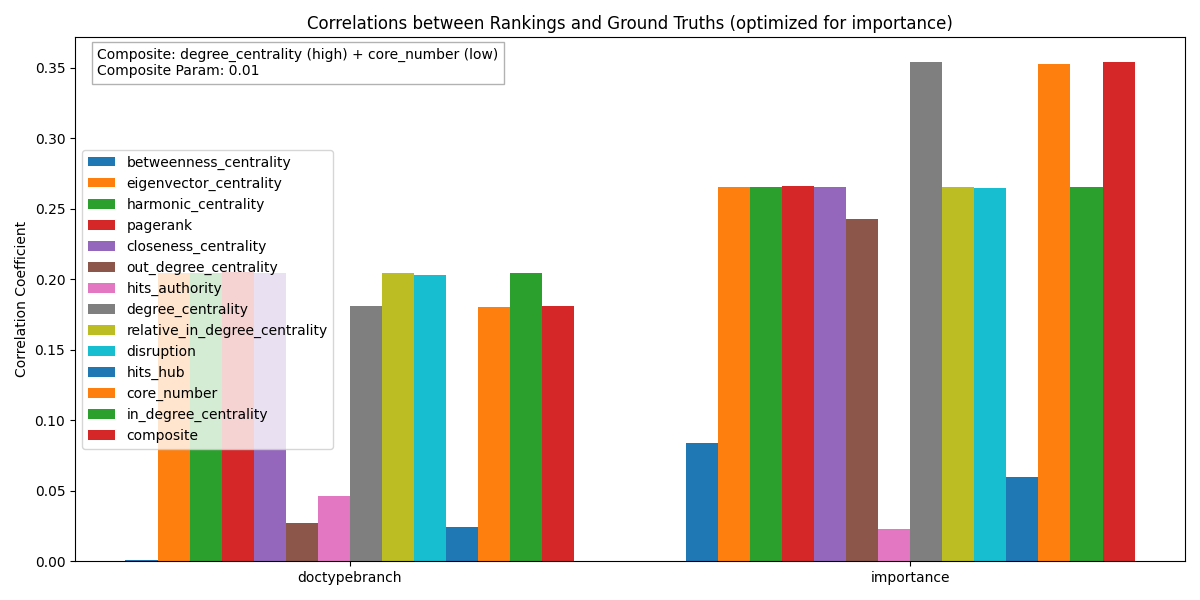 Correlations between Rankings and Ground Truths (optimized for importance)
Composite: degree_centrality (high) + core_number (low)
Composite Param: 0.01
Correlation Coefficient
0.35
0.30
0.25
0.20
0.15
0.10
0.05
0.00
betweenness_centrality
eigenvector_centrality
harmonic_centrality
pagerank
closeness_centrality
out_degree_centrality
hits_authority
degree_centrality
relative_in_degree_centrality
disruption
hits_hub
core_number
in_degree_centrality
composite
doctypebranch
importance